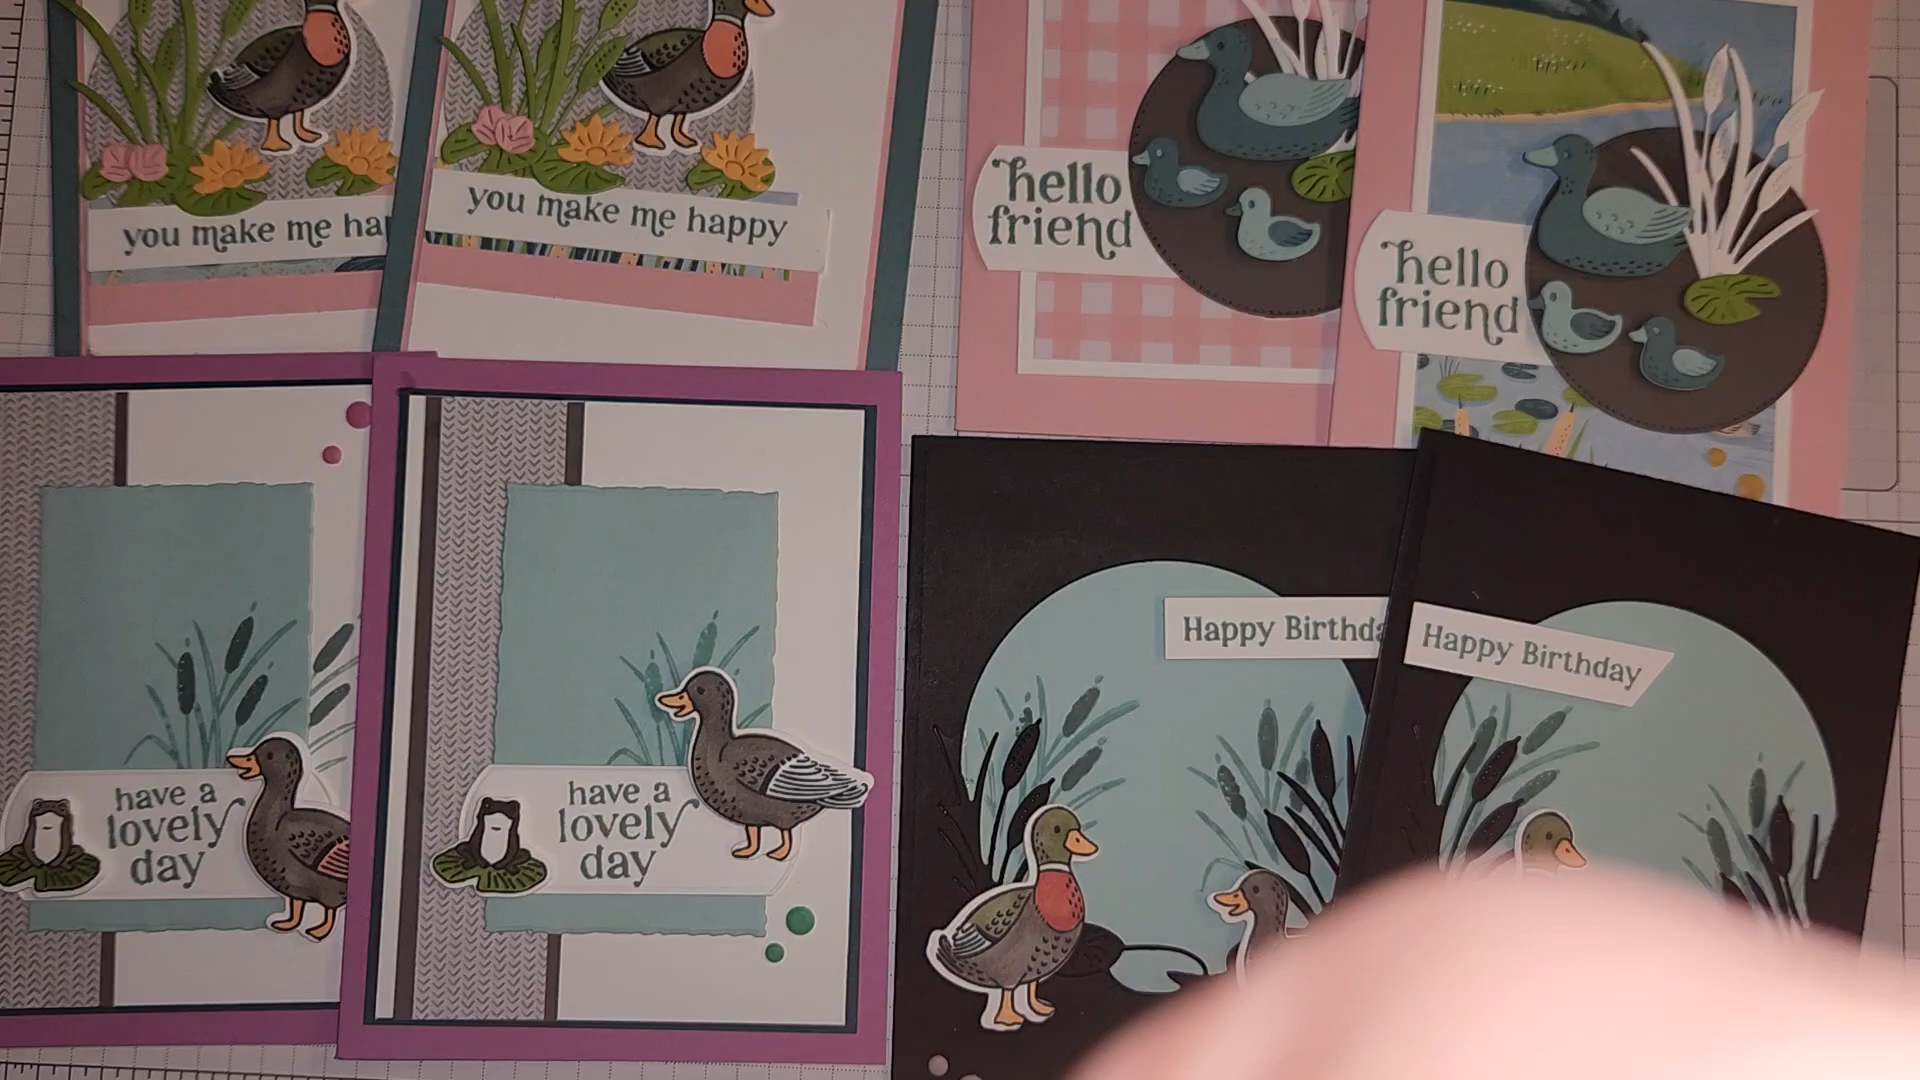 you make me hap
you make me happy
hello
friend
hello
friend
have a
lovely
day
have a
lovely
day
Happy Birthda
Happy Birthday